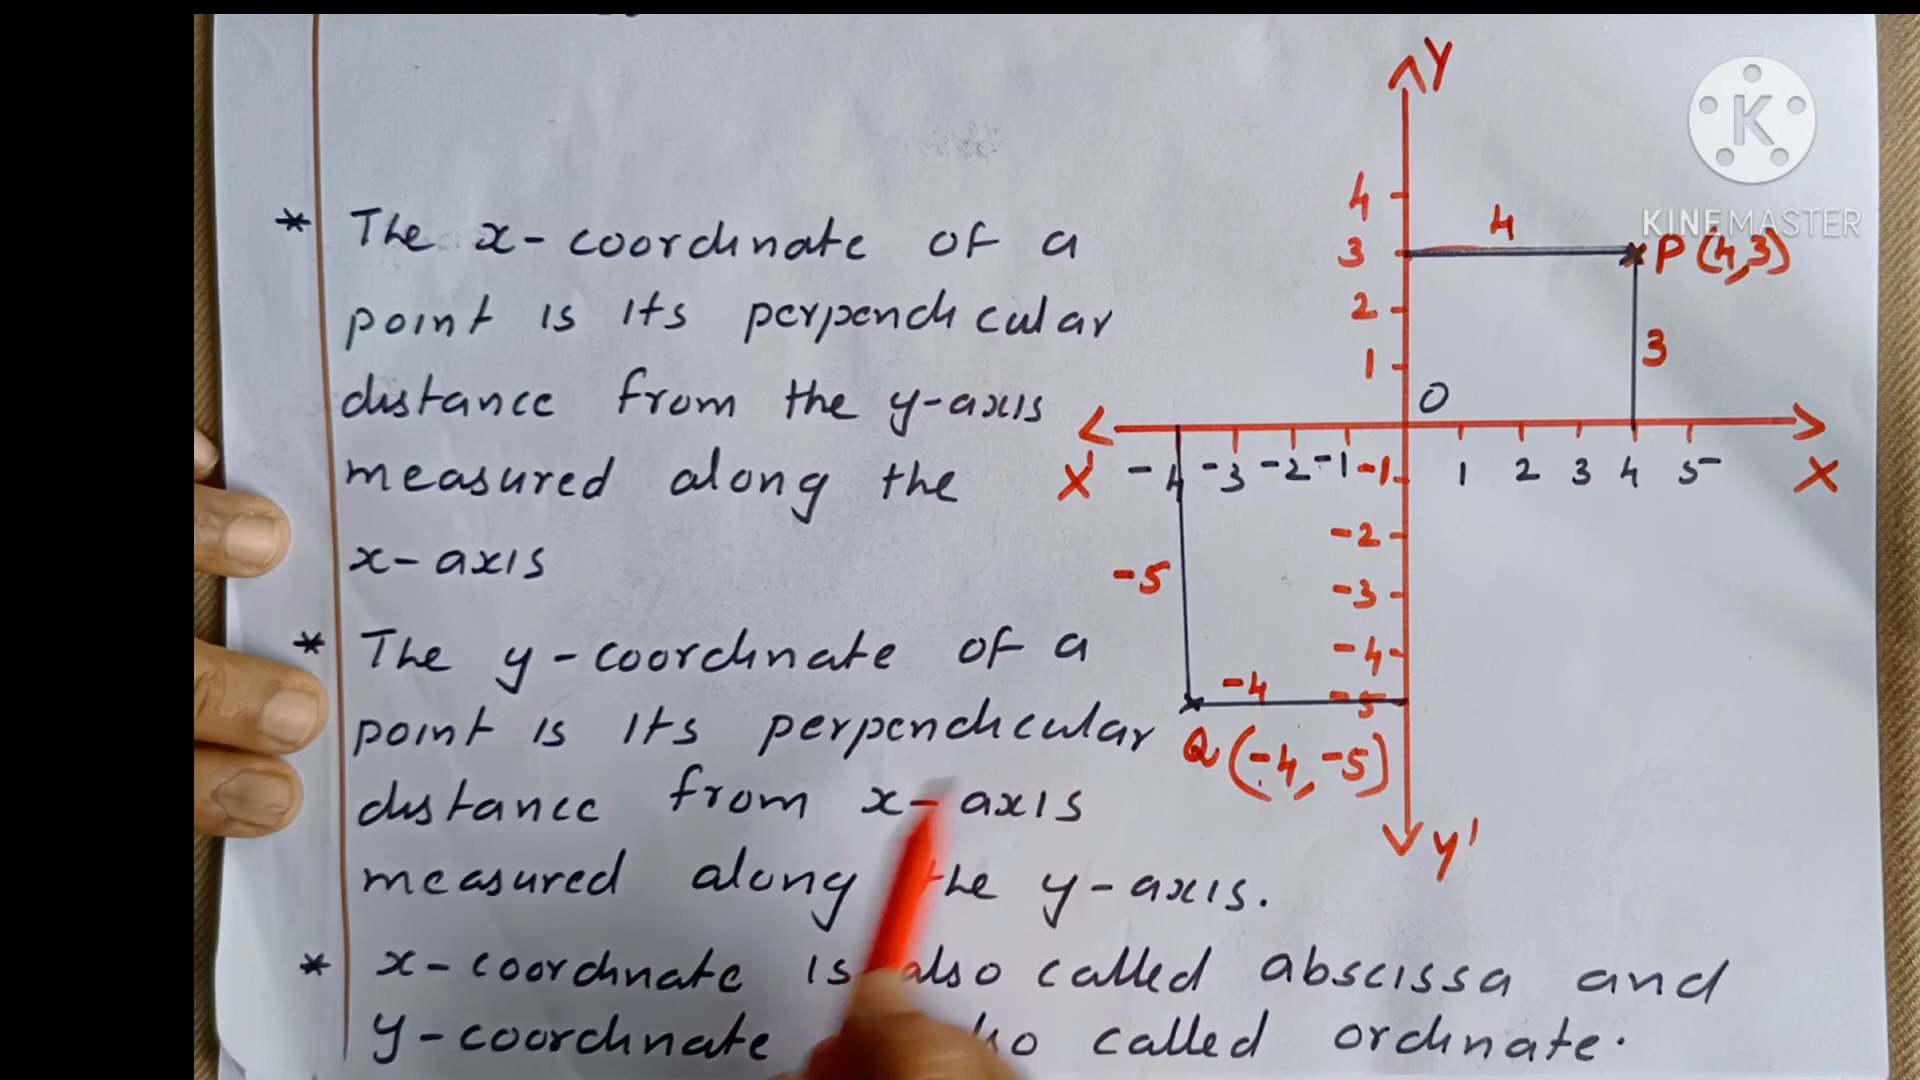 * The x-coordinate of a
point is its perpendicular
distance from the y-axis
measured along the
x-axis
* The y-coordinate of a
point is its perpendicular
distance from x-axis
measured along the y-axis.
* x-coordinate is also called abscissa and
y-coordinate called ordinate.
Y
K
KINEMASTER
4
4
3
P (4,3)
2
3
1
O
X' -4 -3 -2 -1 -1 1 2 3 4 5 X
-2
-5
-3
-4
-4
-5
Q (-4, -5)
Y'